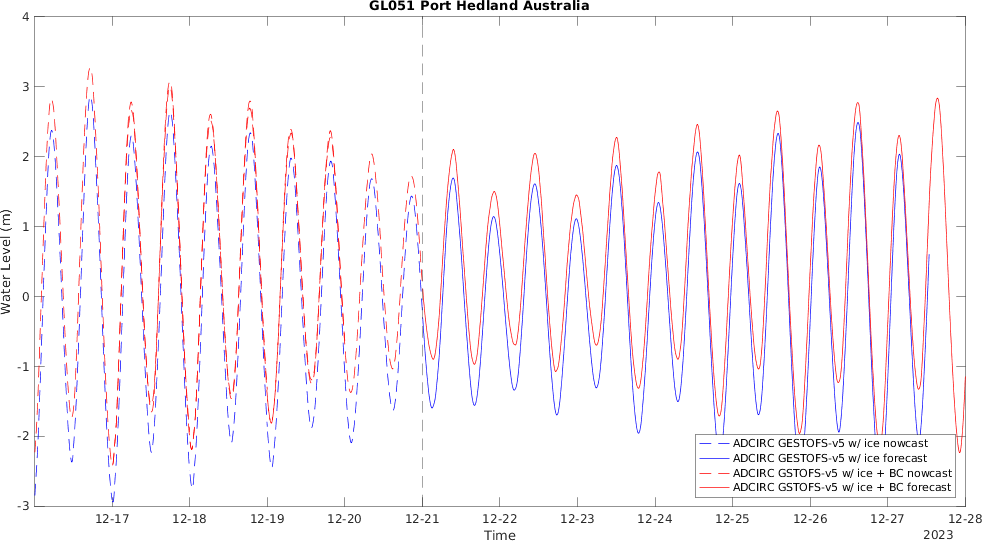 GL051 Port Hedland Australia
4
3
2
1
0
-1
-2
-3
Water Level (m)
ADCIRC GESTOFS-v5 w/ ice nowcast
ADCIRC GESTOFS-v5 w/ ice forecast
ADCIRC GSTOFS-v5 w/ ice + BC nowcast
ADCIRC GSTOFS-v5 w/ ice + BC forecast
12-17 12-18 12-19 12-20 12-21 12-22 12-23 12-24 12-25 12-26 12-27 12-28
Time
2023